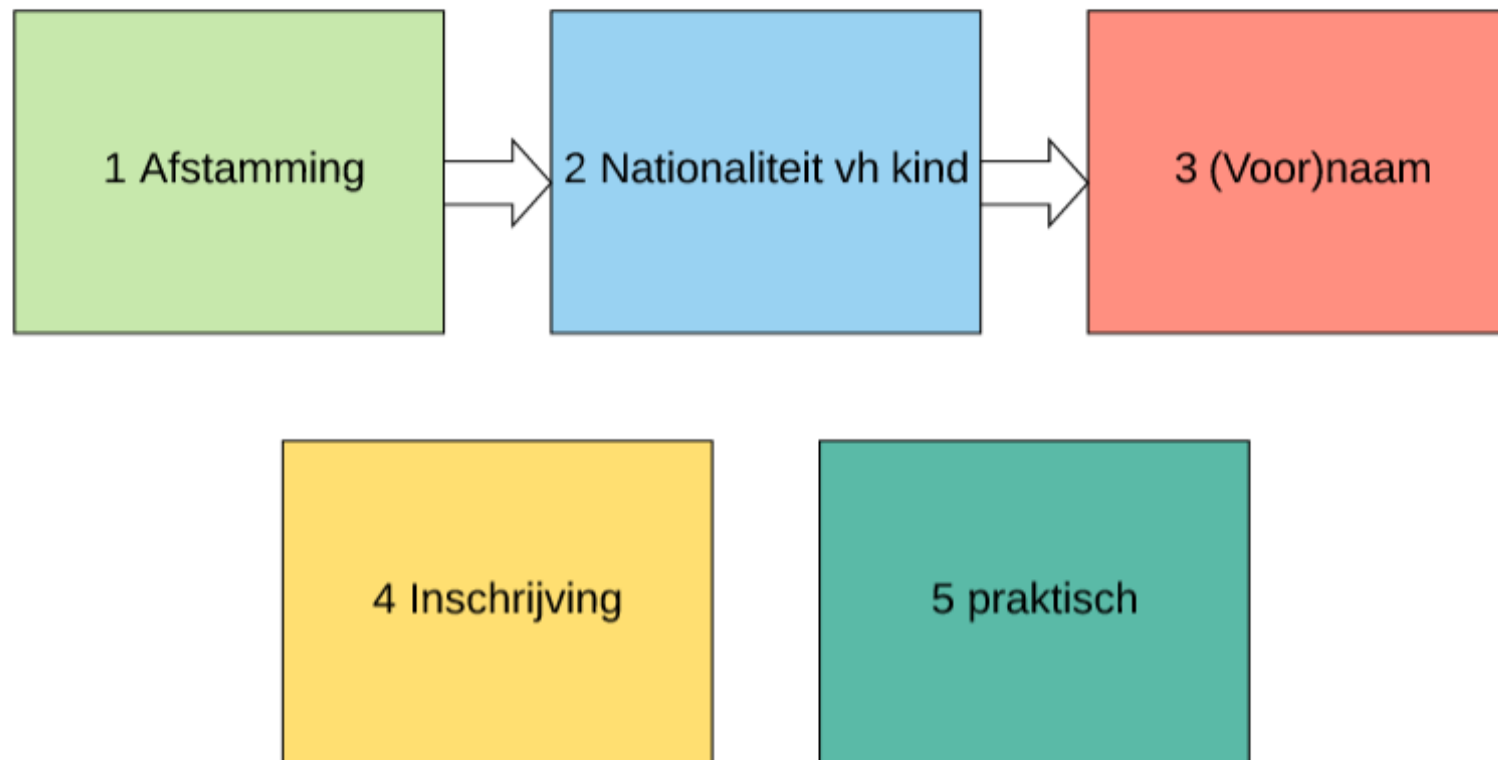 1 Afstamming
2 Nationaliteit vh kind
3 (Voor)naam
4 Inschrijving
5 praktisch